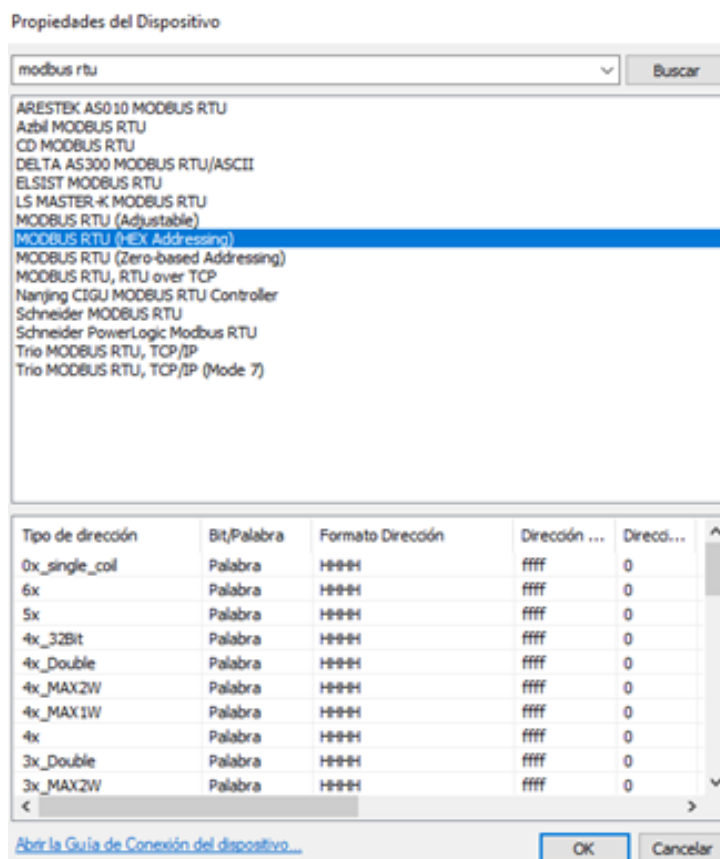 Propiedades del Dispositivo
modbus rtu Buscar
ARESTEK AS010 MODBUS RTU
Azbil MODBUS RTU
CD MODBUS RTU
DELTA AS300 MODBUS RTU/ASCII
ELSIST MODBUS RTU
LS MASTER-K MODBUS RTU
MODBUS RTU (Adjustable)
MODBUS RTU (HEX Addressing)
MODBUS RTU (Zero-based Addressing)
MODBUS RTU, RTU over TCP
Nanjing CIGU MODBUS RTU Controller
Schneider MODBUS RTU
Schneider PowerLogic Modbus RTU
Trio MODBUS RTU, TCP/IP
Trio MODBUS RTU, TCP/IP (Mode 7)
Tipo de dirección Bit/Palabra Formato Dirección Dirección ... Direcci...
0x_single_coil Palabra HHHH ffff 0
6x Palabra HHHH ffff 0
5x Palabra HHHH ffff 0
4x_32Bit Palabra HHHH ffff 0
4x_Double Palabra HHHH ffff 0
4x_MAX2W Palabra HHHH ffff 0
4x_MAX1W Palabra HHHH ffff 0
4x Palabra HHHH ffff 0
3x_Double Palabra HHHH ffff 0
3x_MAX2W Palabra HHHH ffff 0
Abrir la Guía de Conexión del dispositivo... OK Cancelar